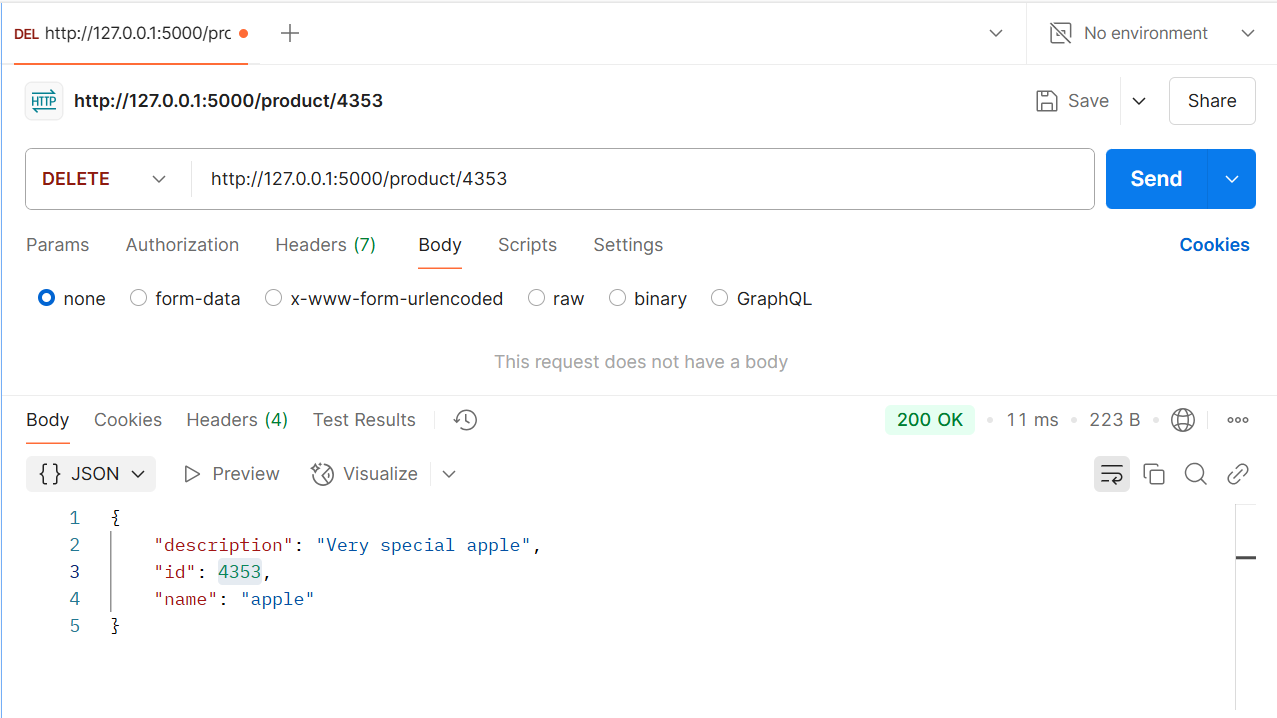 DEL http://127.0.0.1:5000/prc No environment
HTTP http://127.0.0.1:5000/product/4353 Save Share
DELETE http://127.0.0.1:5000/product/4353 Send
Params Authorization Headers (7) Body Scripts Settings Cookies
none form-data x-www-form-urlencoded raw binary GraphQL
This request does not have a body
Body Cookies Headers (4) Test Results 200 OK 11 ms 223 B
{} JSON Preview Visualize
1 {
2 "description": "Very special apple",
3 "id": 4353,
4 "name": "apple"
5 }